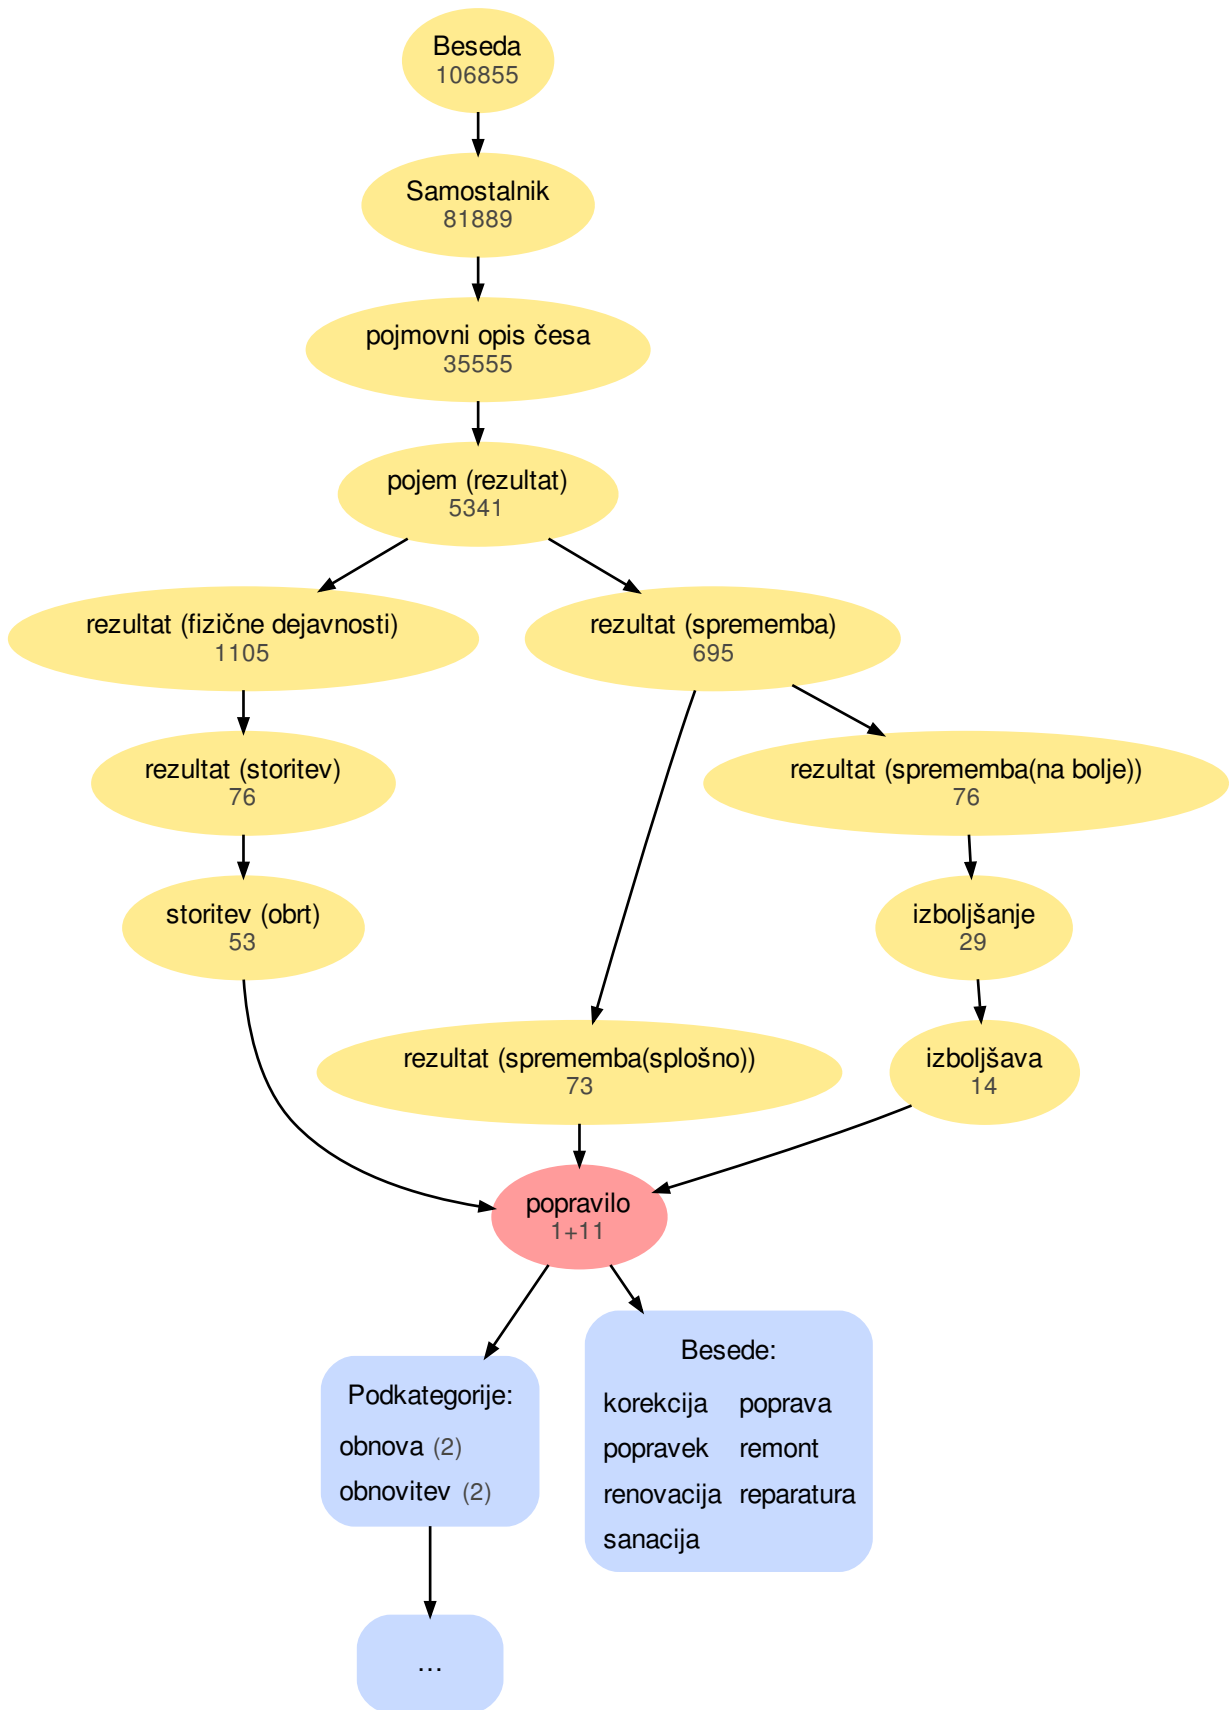 Beseda
106855
Samostalnik
81889
pojmovni opis česa
35555
pojem (rezultat)
5341
rezultat (fizične dejavnosti)
1105
rezultat (sprememba)
695
rezultat (storitev)
76
rezultat (sprememba(na bolje))
76
storitev (obrt)
53
izboljšanje
29
rezultat (sprememba(splošno))
73
izboljšava
14
popravilo
1+11
Podkategorije:
obnova (2)
obnovitev (2)
Besede:
korekcija poprava
popravek remont
renovacija reparatura
sanacija
...